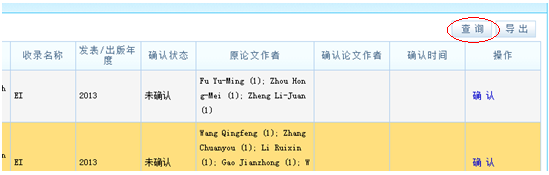 查 询 导 出
收录名称 发表/出版年度 确认状态 原论文作者 确认论文作者 确认时间 操作
h
EI 2013 未确认 Fu Yu-Ming (1); Zhou Hon
g-Mei (1); Zheng Li-Juan
(1) 确 认
n
EI 2013 未确认 Wang Qingfeng (1); Zhang
Chuanyou (1); Li Ruixin
(1); Gao Jianzhong (1); W 确 认